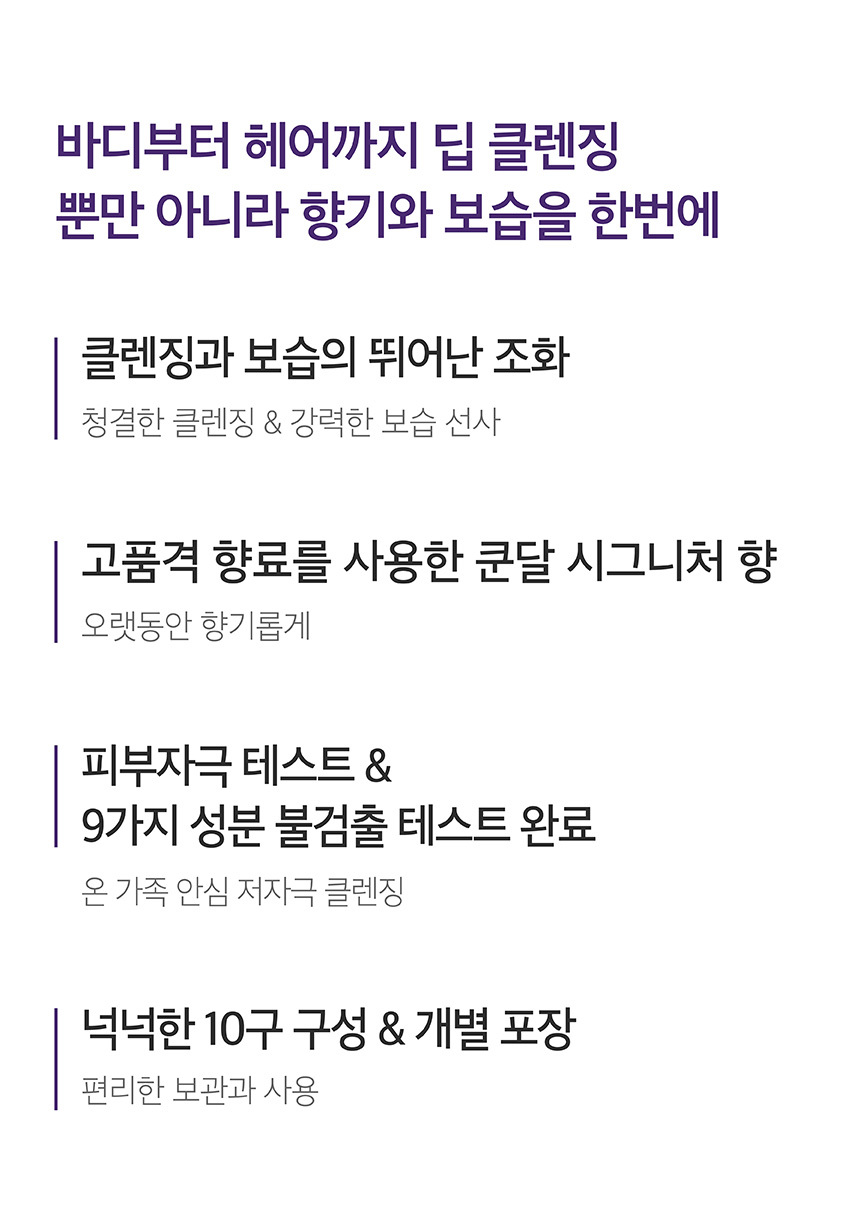 바디부터 헤어까지 딥 클렌징
뿐만 아니라 향기와 보습을 한번에
클렌징과 보습의 뛰어난 조화
청결한 클렌징 & 강력한 보습 선사
고품격 향료를 사용한 쿤달 시그니처 향
오랫동안 향기롭게
피부자극 테스트 &
9가지 성분 불검출 테스트 완료
온 가족 안심 저자극 클렌징
넉넉한 10구 구성 & 개별 포장
편리한 보관과 사용